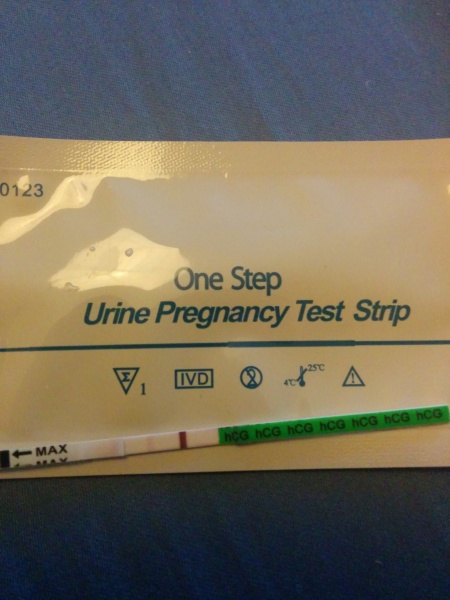 0123
One Step
Urine Pregnancy Test Strip
Σ 1 IVD 2 4℃ 25℃
hCG hCG hCG hCG hCG hCG hCG
MAX
MAX